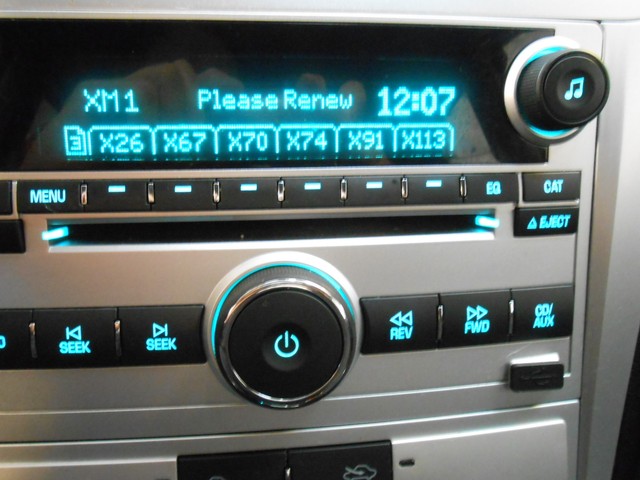 XM1 Please Renew 12:07
3 X26 X67 X70 X74 X91 X113
MENU EQ CAT
EJECT
SEEK SEEK REV FWD CD/
AUX